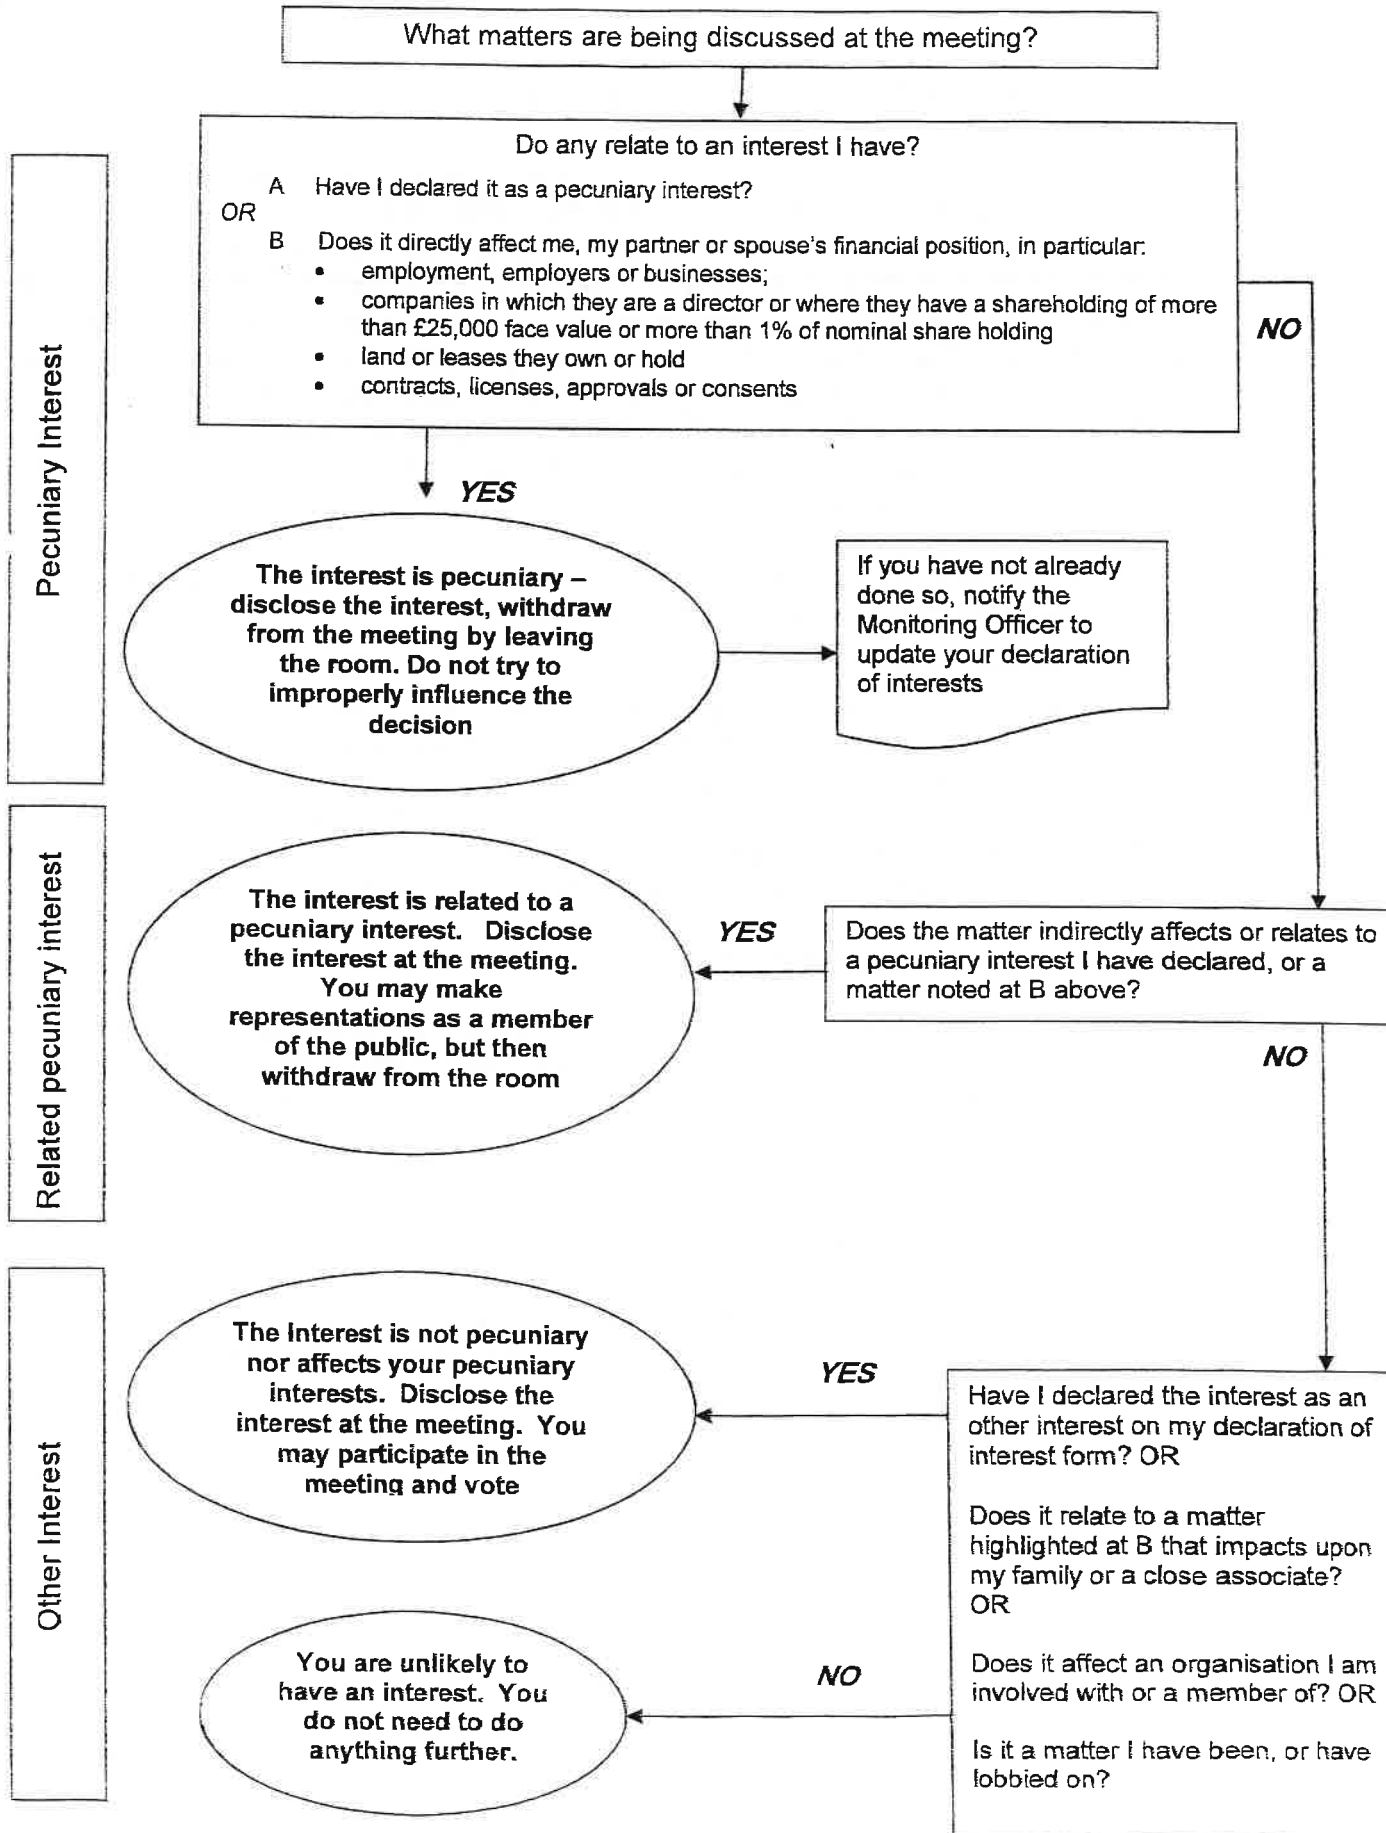 What matters are being discussed at the meeting?
Do any relate to an interest I have?
A Have I declared it as a pecuniary interest?
OR
B Does it directly affect me, my partner or spouse's financial position, in particular:
• employment, employers or businesses;
• companies in which they are a director or where they have a shareholding of more
than £25,000 face value or more than 1% of nominal share holding
• land or leases they own or hold
• contracts, licenses, approvals or consents
NO
Pecuniary Interest
YES
The interest is pecuniary –
disclose the interest, withdraw
from the meeting by leaving
the room. Do not try to
improperly influence the
decision
If you have not already
done so, notify the
Monitoring Officer to
update your declaration
of interests
Related pecuniary interest
The interest is related to a
pecuniary interest. Disclose
the interest at the meeting.
You may make
representations as a member
of the public, but then
withdraw from the room
YES
Does the matter indirectly affects or relates to
a pecuniary interest I have declared, or a
matter noted at B above?
NO
Other Interest
The Interest is not pecuniary
nor affects your pecuniary
interests. Disclose the
interest at the meeting. You
may participate in the
meeting and vote
YES
Have I declared the interest as an
other interest on my declaration of
interest form? OR
Does it relate to a matter
highlighted at B that impacts upon
my family or a close associate?
OR
Does it affect an organisation I am
involved with or a member of? OR
Is it a matter I have been, or have
lobbied on?
NO
You are unlikely to
have an interest. You
do not need to do
anything further.